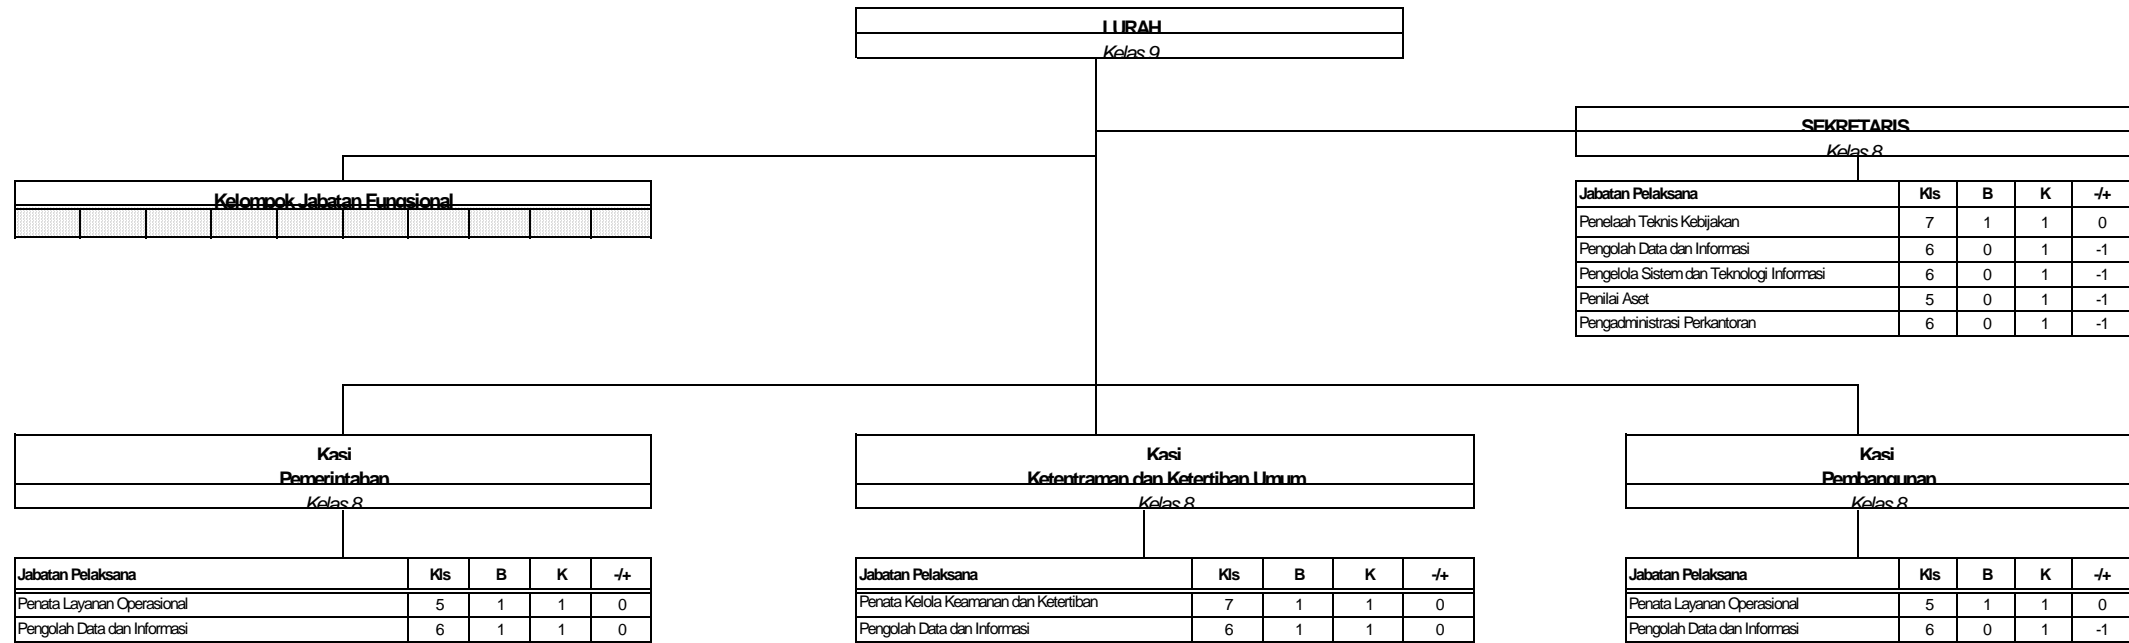 LURAH
Kelas 9
SEKRETARIS
Kelas 8
Kelompok Jabatan Fungsional
Jabatan Pelaksana Kls B K -/+
Penelaah Teknis Kebijakan 7 1 1 0
Pengolah Data dan Informasi 6 0 1 -1
Pengelola Sistem dan Teknologi Informasi 6 0 1 -1
Penilai Aset 5 0 1 -1
Pengadministrasi Perkantoran 6 0 1 -1
Kasi
Pemerintahan
Kelas 8
Kasi
Ketentraman dan Ketertiban Umum
Kelas 8
Kasi
Pembangunan
Kelas 8
Jabatan Pelaksana Kls B K -/+
Penata Layanan Operasional 5 1 1 0
Pengolah Data dan Informasi 6 1 1 0
Jabatan Pelaksana Kls B K -/+
Penata Kelola Keamanan dan Ketertiban 7 1 1 0
Pengolah Data dan Informasi 6 1 1 0
Jabatan Pelaksana Kls B K -/+
Penata Layanan Operasional 5 1 1 0
Pengolah Data dan Informasi 6 0 1 -1